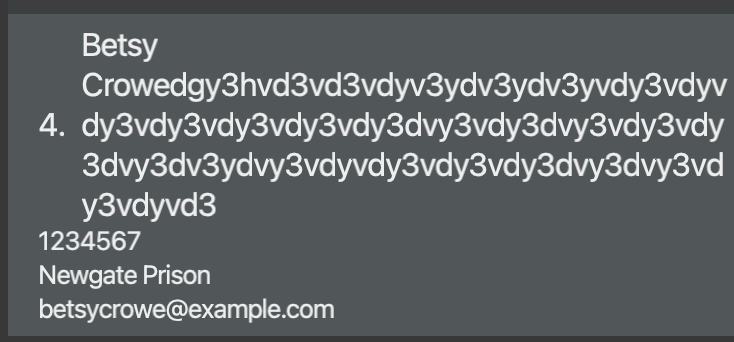 Betsy
Crowedgy3hvd3vd3vdyv3ydv3ydv3yvdy3vdyv
4. dy3vdy3vdy3vdy3vdy3dvy3vdy3dvy3vdy3vdy
3dvy3dv3ydvy3vdyvdy3vdy3vdy3dvy3dvy3vd
y3vdyvd3
1234567
Newgate Prison
betsycrowe@example.com